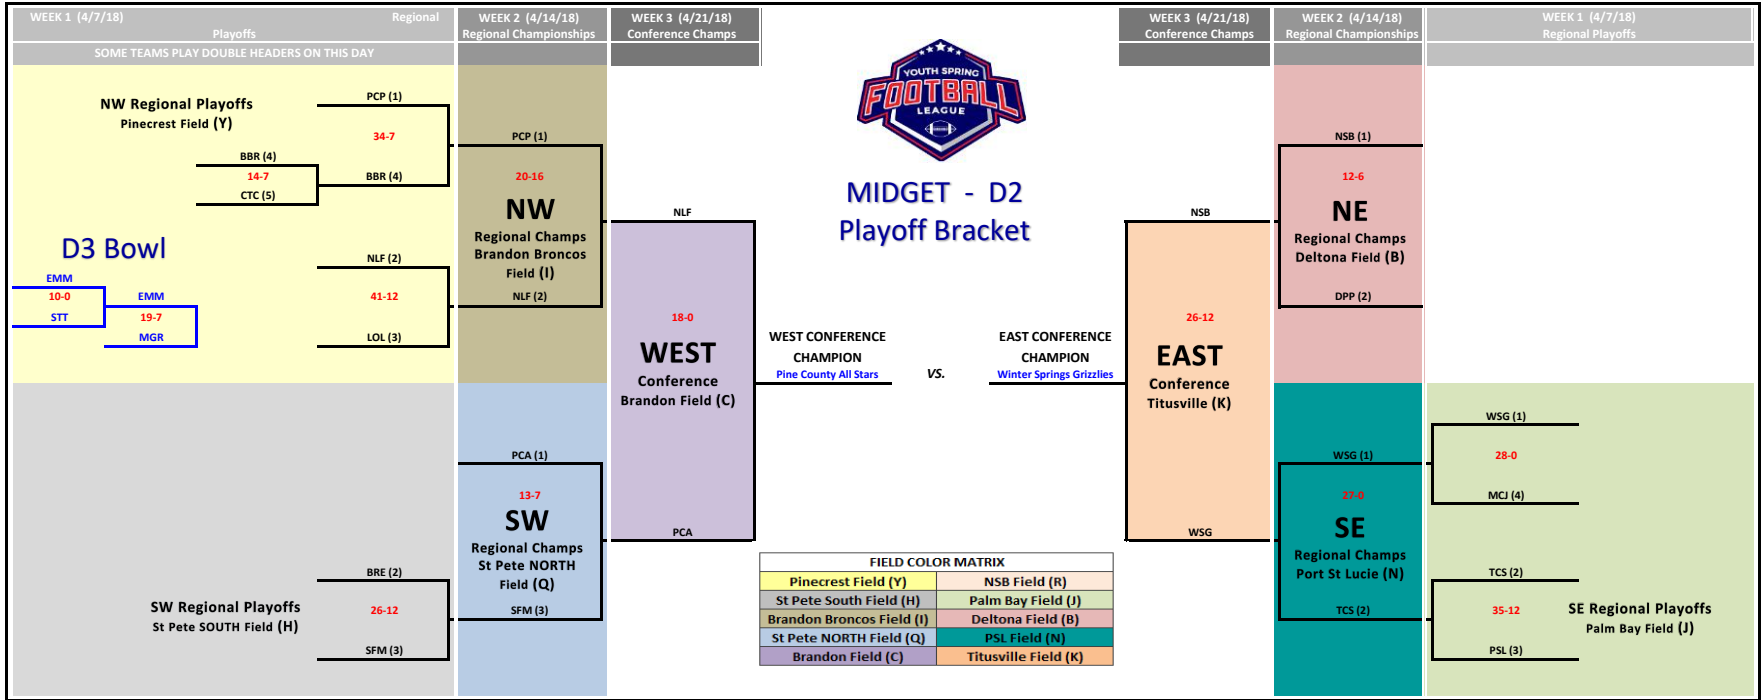 WEEK 1 (4/7/18) Regional
Playoffs
SOME TEAMS PLAY DOUBLE HEADERS ON THIS DAY
WEEK 2 (4/14/18)
Regional Championships
WEEK 3 (4/21/18)
Conference Champs
WEEK 3 (4/21/18)
Conference Champs
WEEK 2 (4/14/18)
Regional Championships
WEEK 1 (4/7/18)
Regional Playoffs
NW Regional Playoffs
Pinecrest Field (Y)
PCP (1)
34-7
BBR (4)
14-7
CTC (5)
BBR (4)
D3 Bowl
EMM
10-0
STT
EMM
19-7
MGR
NLF (2)
41-12
LOL (3)
SW Regional Playoffs
St Pete SOUTH Field (H)
BRE (2)
26-12
SFM (3)
PCP (1)
20-16
NW
Regional Champs
Brandon Broncos
Field (I)
NLF (2)
PCA (1)
13-7
SW
Regional Champs
St Pete NORTH
Field (Q)
SFM (3)
NLF
18-0
WEST
Conference
Brandon Field (C)
PCA
YOUTH SPRING
FOOTBALL
LEAGUE
MIDGET - D2
Playoff Bracket
WEST CONFERENCE
CHAMPION
Pine County All Stars
VS.
EAST CONFERENCE
CHAMPION
Winter Springs Grizzlies
FIELD COLOR MATRIX
Pinecrest Field (Y) NSB Field (R)
St Pete South Field (H) Palm Bay Field (J)
Brandon Broncos Field (I) Deltona Field (B)
St Pete NORTH Field (Q) PSL Field (N)
Brandon Field (C) Titusville Field (K)
NSB
26-12
EAST
Conference
Titusville (K)
WSG
NSB (1)
12-6
NE
Regional Champs
Deltona Field (B)
DPP (2)
WSG (1)
27-0
SE
Regional Champs
Port St Lucie (N)
TCS (2)
WSG (1)
28-0
MCJ (4)
TCS (2)
35-12
PSL (3)
SE Regional Playoffs
Palm Bay Field (J)